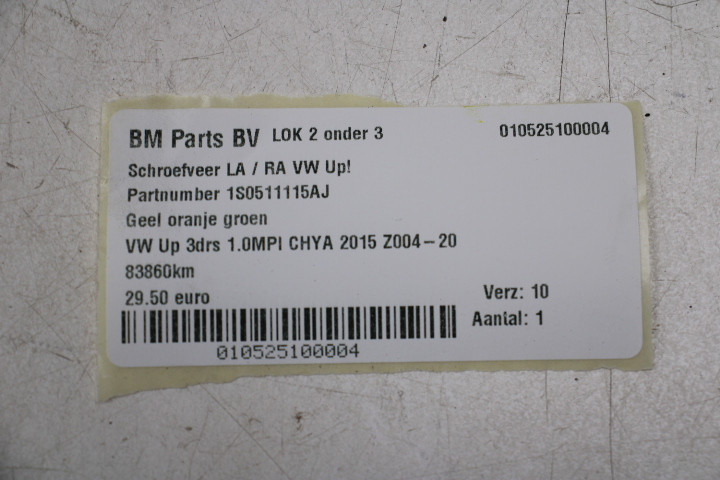 BM Parts BV LOK 2 onder 3 010525100004
Schroefveer LA / RA VW Up!
Partnumber 1S0511115AJ
Geel oranje groen
VW Up 3drs 1.0MPI CHYA 2015 Z004-20
83860km
29.50 euro Verz: 10
Aantal: 1
010525100004